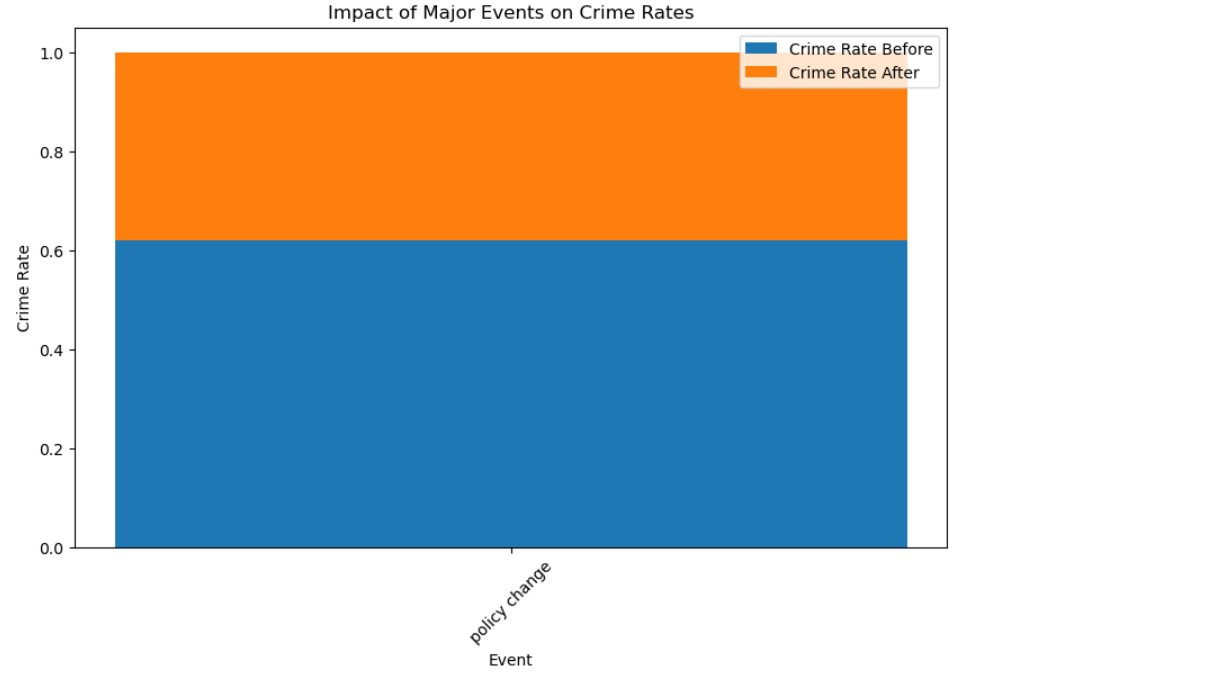 Impact of Major Events on Crime Rates
Crime Rate Before
Crime Rate After
1.0
0.8
0.6
0.4
0.2
0.0
Crime Rate
policy change
Event